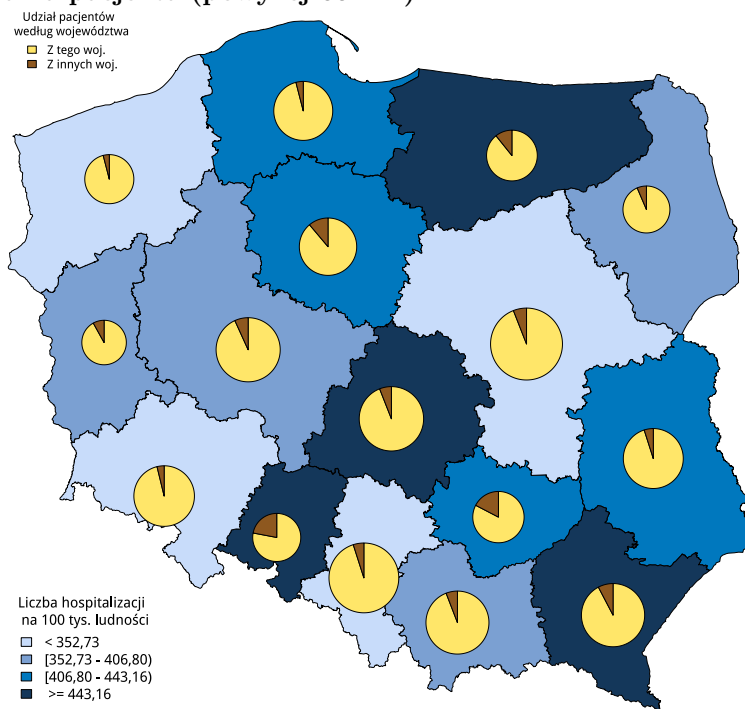 Udział pacjentów
według województwa
Z tego woj.
Z innych woj.
Liczba hospitalizacji
na 100 tys. ludności
< 352,73
[352,73 - 406,80)
[406,80 - 443,16)
>= 443,16